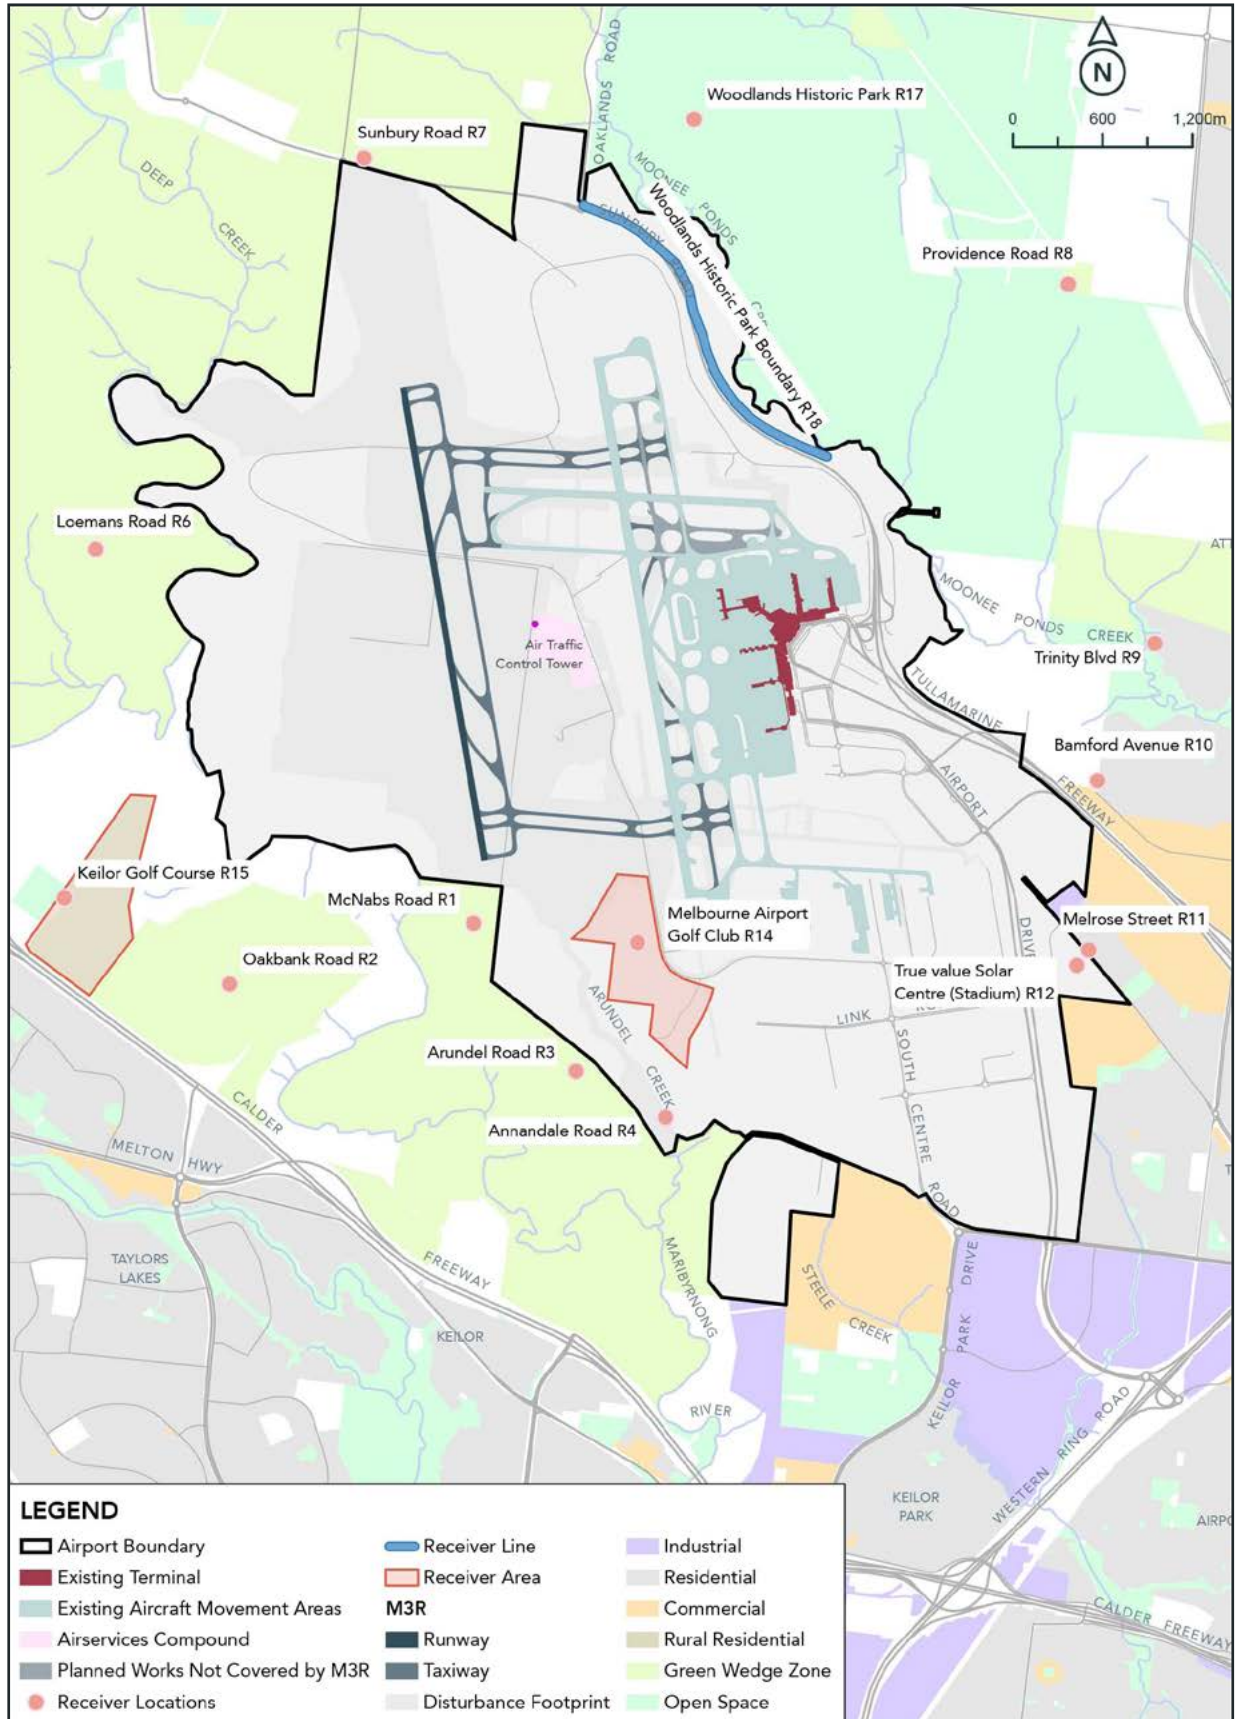 OAKLANDS ROAD
N
0 600 1,200m
Woodlands Historic Park R17
Sunbury Road R7
DEEP
CREEK
MOONEE
PONDS
SUNBURY
Woodlands Historic Park Boundary R18
Providence Road R8
Loemans Road R6
MOONEE PONDS CREEK
Trinity Blvd R9
Air Traffic
Control Tower
TULLAMARINE
FREEWAY
Bamford Avenue R10
AIRPORT
DRIVE
Keilor Golf Course R15
McNabs Road R1
Melbourne Airport
Golf Club R14
Melrose Street R11
Oakbank Road R2
True value Solar
Centre (Stadium) R12
ARUNDEL
CREEK
LINK
Arundel Road R3
SOUTH
CENTRE
ROAD
Annandale Road R4
CALDER
FREEWAY
MELTON HWY
TAYLORS
LAKES
KEILOR
MARIBYRNONG
RIVER
STEELE
CREEK
KEILOR
PARK
DRIVE
WESTERN RING ROAD
KEILOR
PARK
CALDER FREEWAY
LEGEND
Airport Boundary
Existing Terminal
Existing Aircraft Movement Areas
Airservices Compound
Planned Works Not Covered by M3R
Receiver Locations
Receiver Line
Receiver Area
M3R
Runway
Taxiway
Disturbance Footprint
Industrial
Residential
Commercial
Rural Residential
Green Wedge Zone
Open Space